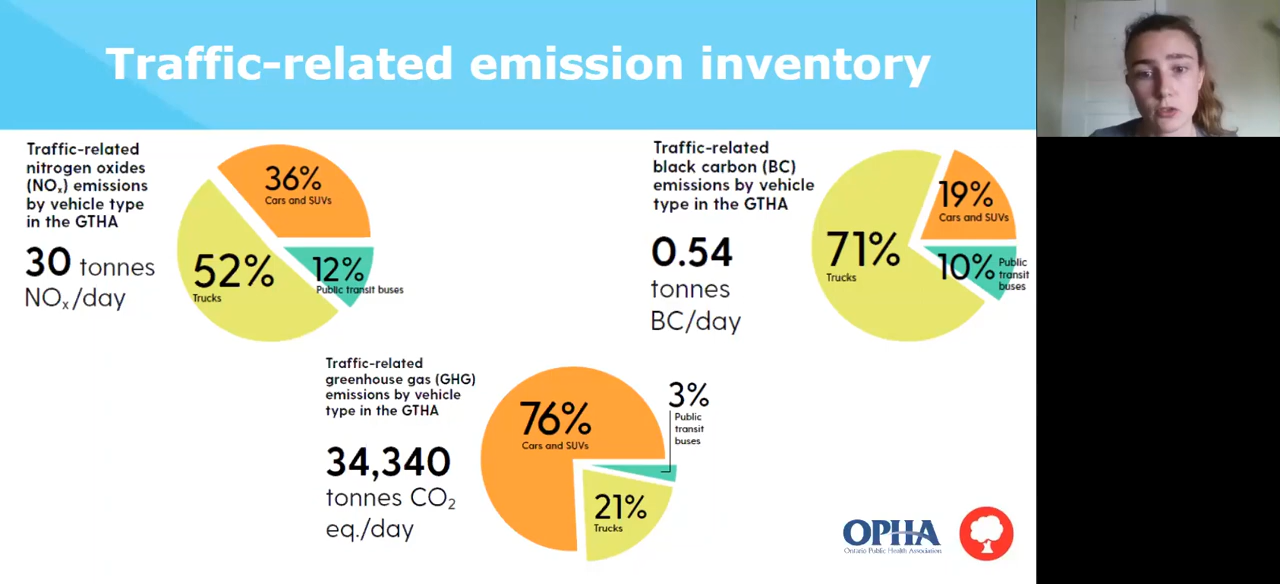 Traffic-related emission inventory
Traffic-related
nitrogen oxides
(NOₓ) emissions
by vehicle type
in the GTHA
30 tonnes
NOₓ/day
36%
Cars and SUVs
52%
Trucks
12%
Public transit buses
Traffic-related
black carbon (BC)
emissions by vehicle
type in the GTHA
0.54
tonnes
BC/day
71%
Trucks
19%
Cars and SUVs
10%
Public
transit
buses
Traffic-related
greenhouse gas (GHG)
emissions by vehicle
type in the GTHA
34,340
tonnes CO₂
eq./day
76%
Cars and SUVs
3%
Public
transit
buses
21%
Trucks
OPHA
Ontario Public Health Association